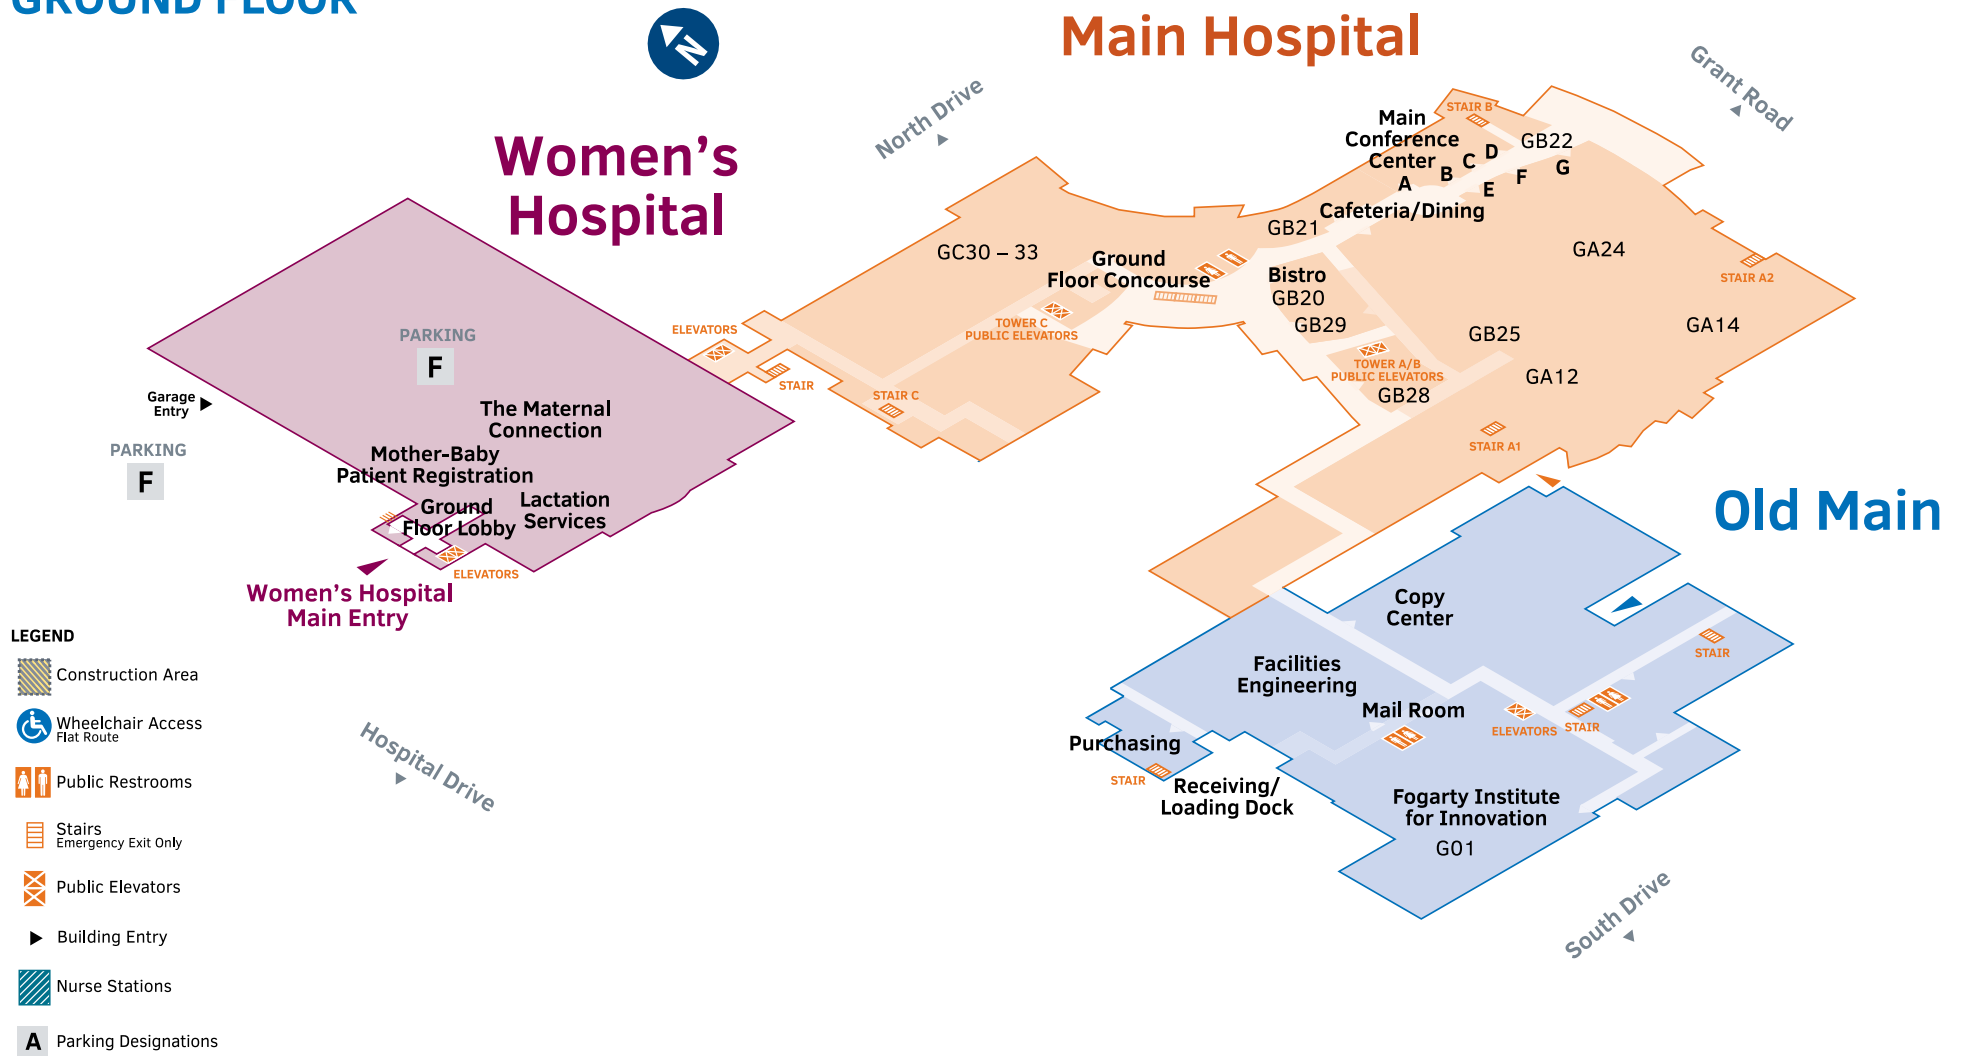 GROUND FLOOR
N
Main Hospital
Grant Road
North Drive
Women's
Hospital
STAIR B
Main
Conference
Center
A
B
C
D
E
F
G
GB22
Cafeteria/Dining
GB21
GC30 – 33
Ground
Floor Concourse
Bistro
GB20
GB29
GA24
STAIR A2
GA14
GB25
GA12
TOWER C
PUBLIC ELEVATORS
TOWER A/B
PUBLIC ELEVATORS
GB28
STAIR A1
ELEVATORS
STAIR
STAIR C
PARKING
F
Garage
Entry
PARKING
F
The Maternal
Connection
Mother-Baby
Patient Registration
Ground
Floor Lobby
Lactation
Services
ELEVATORS
Women's Hospital
Main Entry
Old Main
Copy
Center
Facilities
Engineering
Mail Room
STAIR
ELEVATORS
STAIR
Purchasing
STAIR
Receiving/
Loading Dock
Fogarty Institute
for Innovation
G01
South Drive
Hospital Drive
LEGEND
Construction Area
Wheelchair Access
Flat Route
Public Restrooms
Stairs
Emergency Exit Only
Public Elevators
Building Entry
Nurse Stations
A Parking Designations